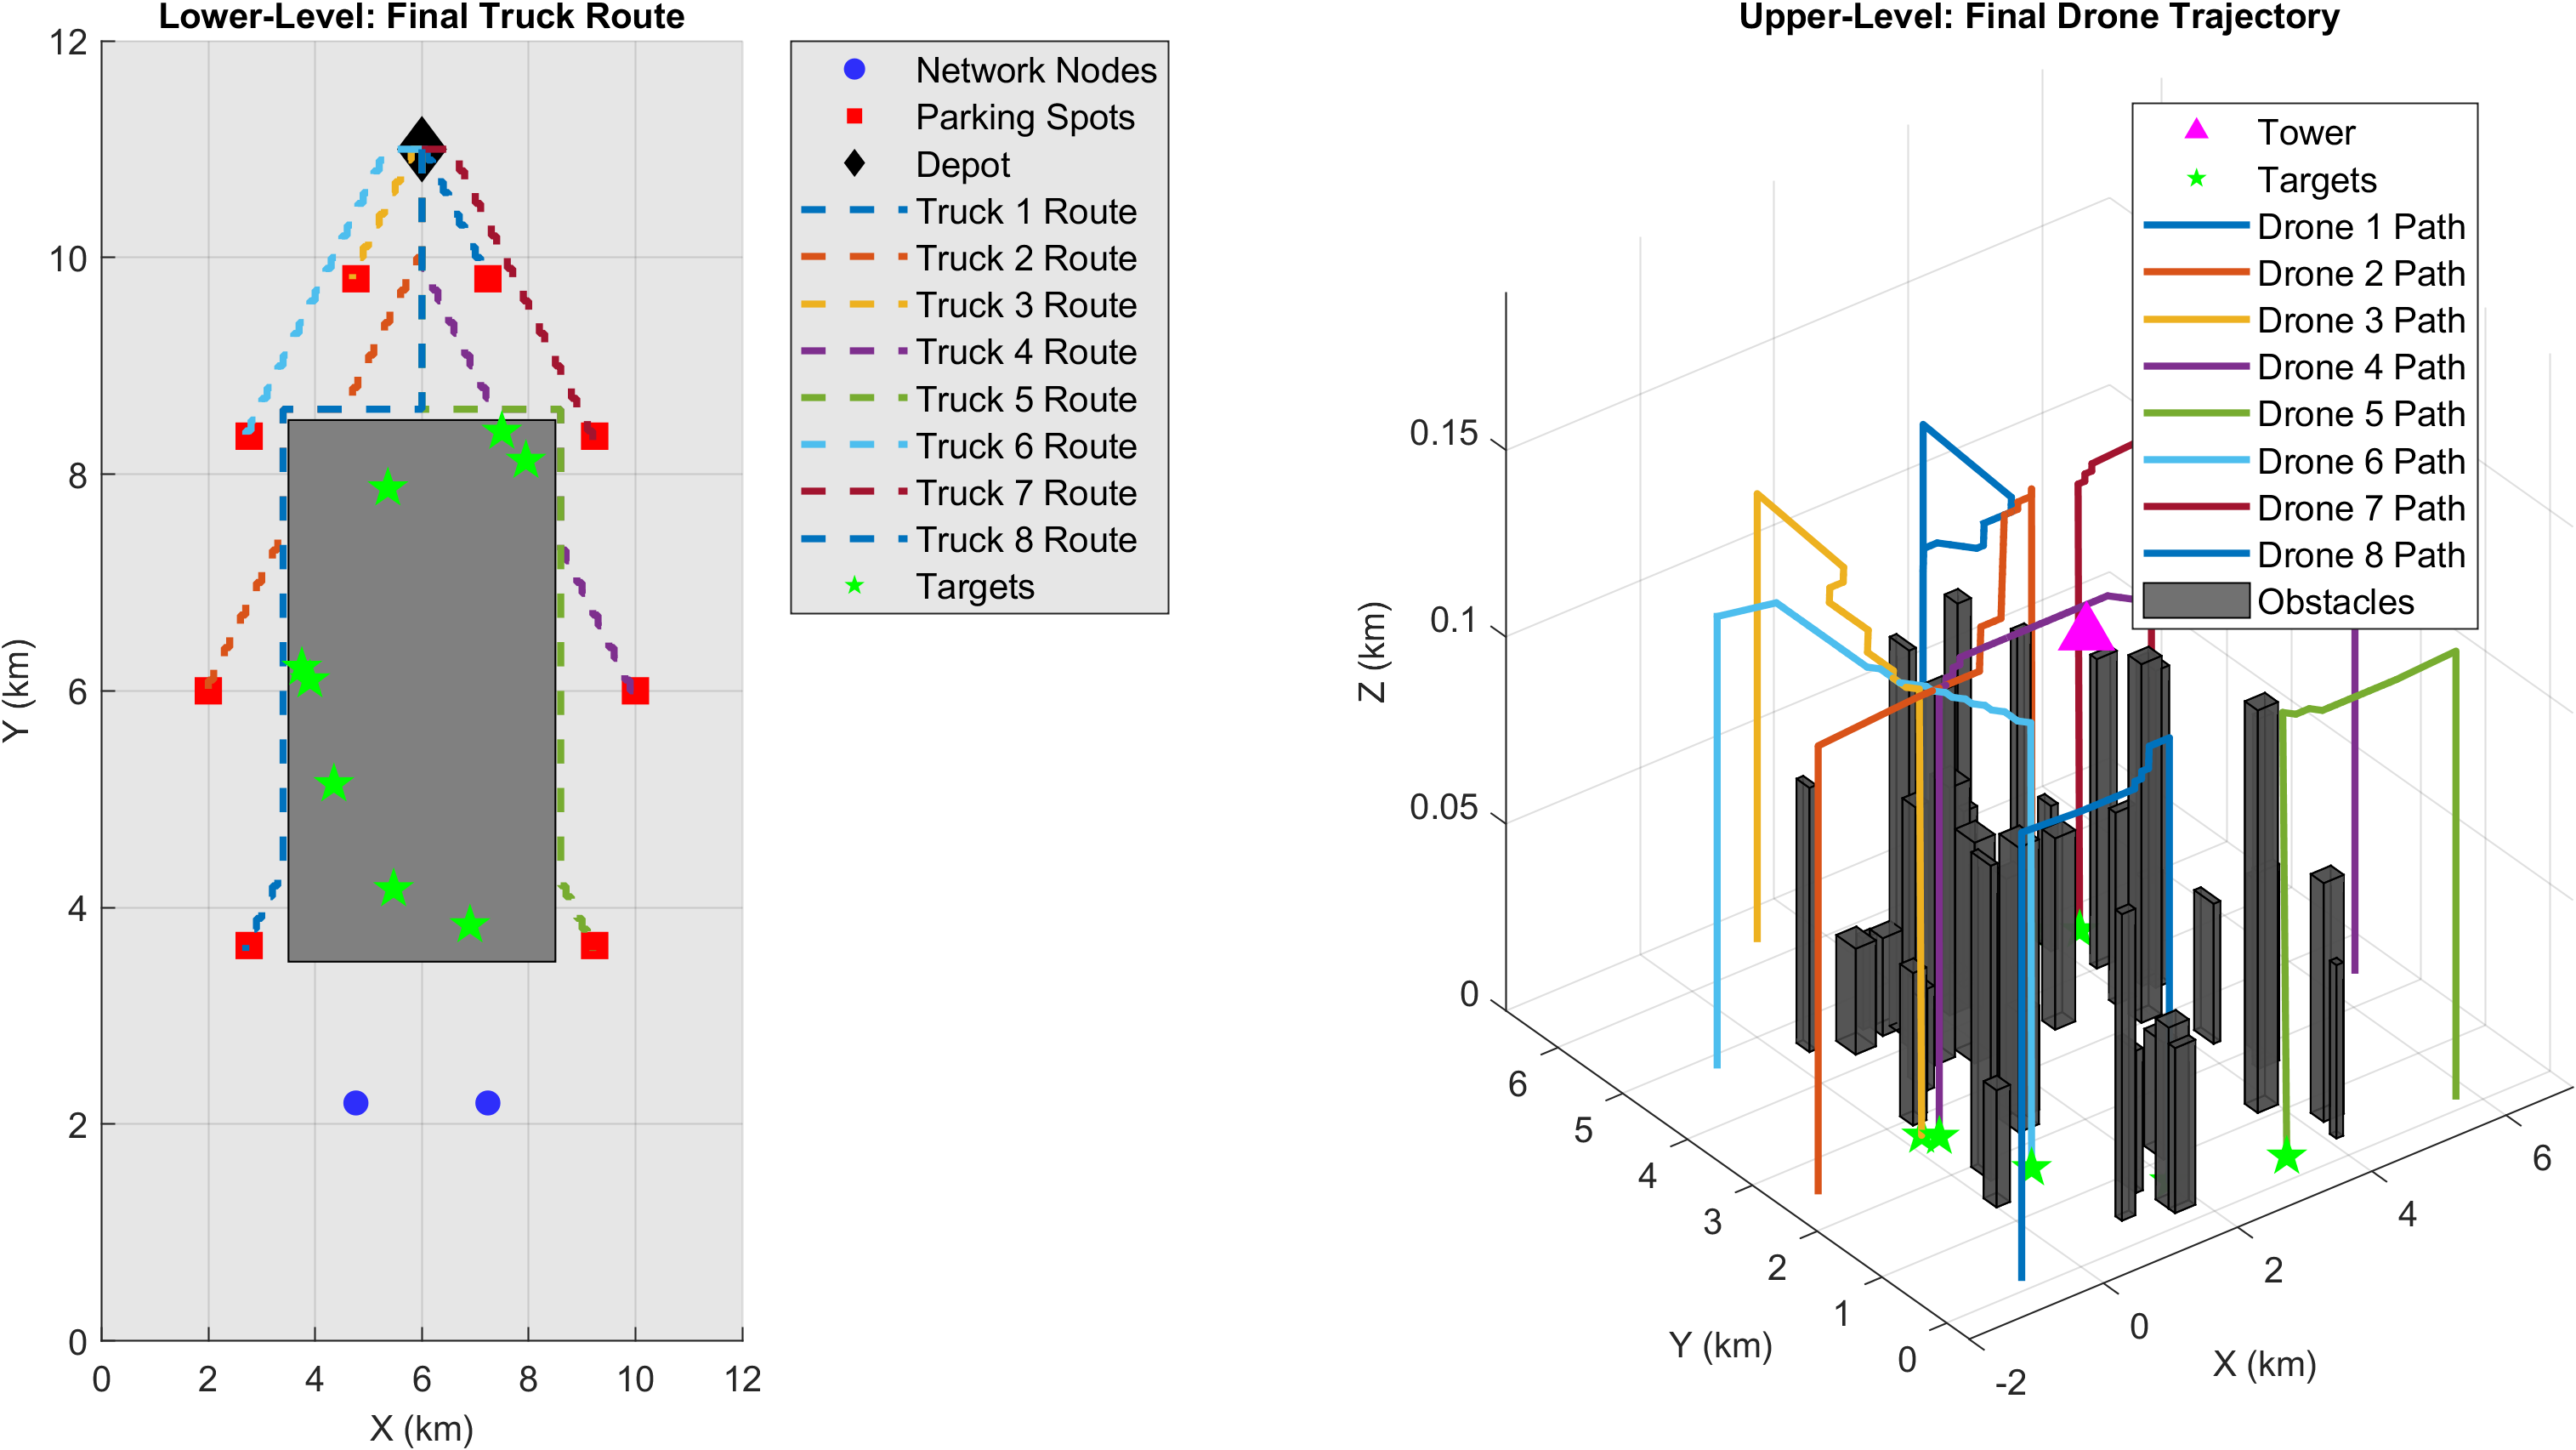 Lower-Level: Final Truck Route
12
10
8
6
4
2
0
0
2
4
6
8
10
12
X (km)
Y (km)
Network Nodes
Parking Spots
Depot
Truck 1 Route
Truck 2 Route
Truck 3 Route
Truck 4 Route
Truck 5 Route
Truck 6 Route
Truck 7 Route
Truck 8 Route
Targets
Upper-Level: Final Drone Trajectory
Tower
Targets
Drone 1 Path
Drone 2 Path
Drone 3 Path
Drone 4 Path
Drone 5 Path
Drone 6 Path
Drone 7 Path
Drone 8 Path
Obstacles
0.15
0.1
0.05
0
Z (km)
6
5
4
3
2
1
0
Y (km)
-2
0
2
4
6
X (km)